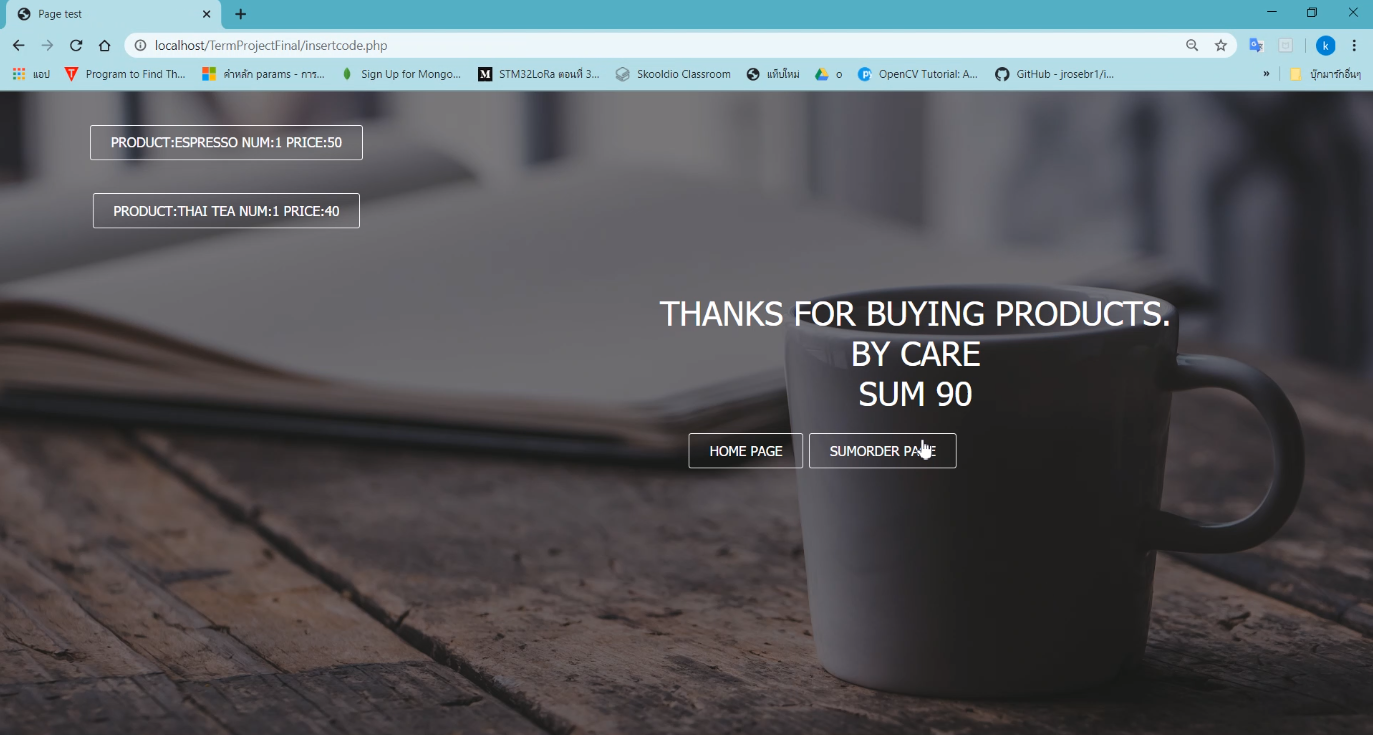 Page test
localhost/TermProjectFinal/insertcode.php
k
แอป
Program to Find Th...
คำหลัก params - การ...
Sign Up for Mongo...
STM32LoRa ตอนที่ 3...
Skooldio Classroom
แท็บใหม่
o
OpenCV Tutorial: A...
GitHub - jrosebr1/i...
»
บุ๊กมาร์กอื่นๆ
PRODUCT:ESPRESSO NUM:1 PRICE:50
PRODUCT:THAI TEA NUM:1 PRICE:40
THANKS FOR BUYING PRODUCTS.
BY CARE
SUM 90
HOME PAGE
SUMORDER PAGE